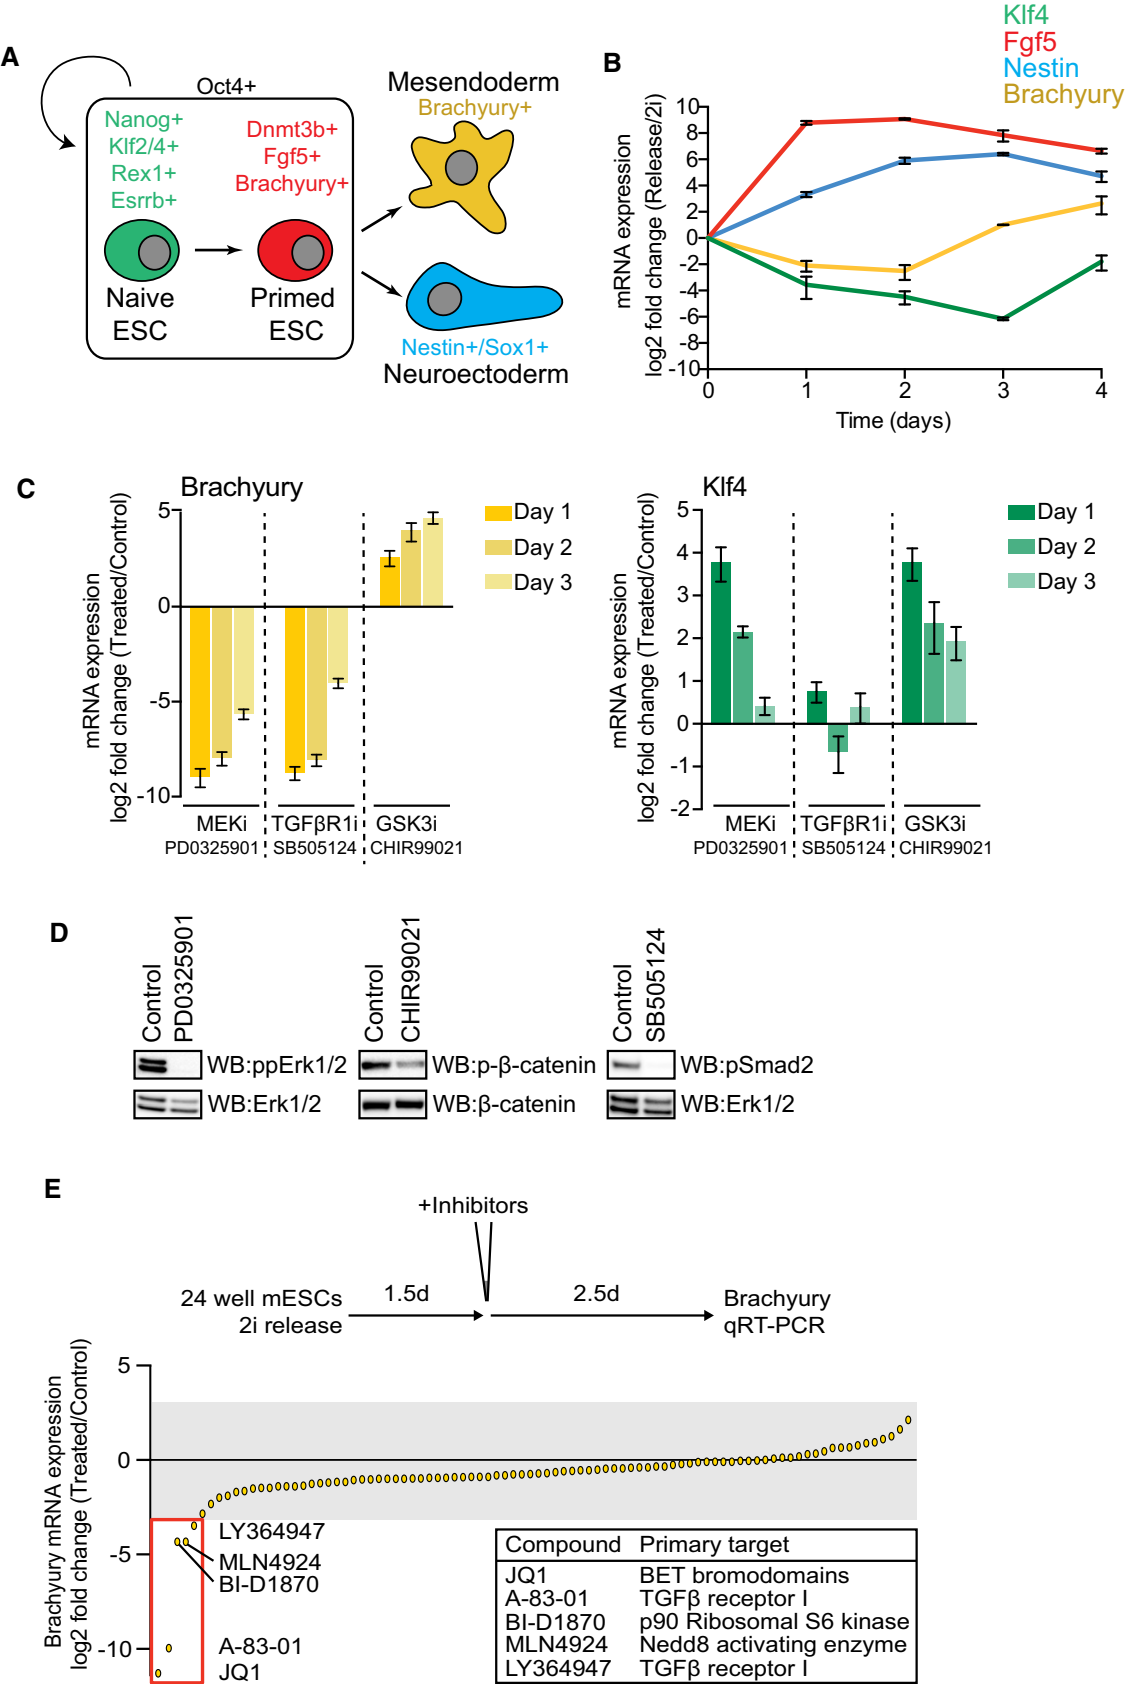 A
Oct4+
Nanog+
Klf2/4+
Rex1+
Esrrb+
Dnmt3b+
Fgf5+
Brachyury+
Naive
ESC
Primed
ESC
Mesendoderm
Brachyury+
Nestin+/Sox1+
Neuroectoderm
B
Klf4
Fgf5
Nestin
Brachyury
mRNA expression
log2 fold change (Release/2i)
10
8
6
4
2
0
-2
-4
-6
-8
-10
0 1 2 3 4
Time (days)
C
Brachyury
mRNA expression
log2 fold change (Treated/Control)
5
0
-5
-10
Day 1
Day 2
Day 3
MEKi TGFβR1i GSK3i
PD0325901 SB505124 CHIR99021
Klf4
mRNA expression
log2 fold change (Treated/Control)
5
4
3
2
1
0
-1
-2
Day 1
Day 2
Day 3
MEKi TGFβR1i GSK3i
PD0325901 SB505124 CHIR99021
D
Control
PD0325901
WB:ppErk1/2
WB:Erk1/2
Control
CHIR99021
WB:p-β-catenin
WB:β-catenin
Control
SB505124
WB:pSmad2
WB:Erk1/2
E
+Inhibitors
24 well mESCs
2i release
1.5d
2.5d
Brachyury
qRT-PCR
Brachyury mRNA expression
log2 fold change (Treated/Control)
5
0
-5
-10
LY364947
MLN4924
BI-D1870
A-83-01
JQ1
Compound Primary target
JQ1 BET bromodomains
A-83-01 TGFβ receptor I
BI-D1870 p90 Ribosomal S6 kinase
MLN4924 Nedd8 activating enzyme
LY364947 TGFβ receptor I